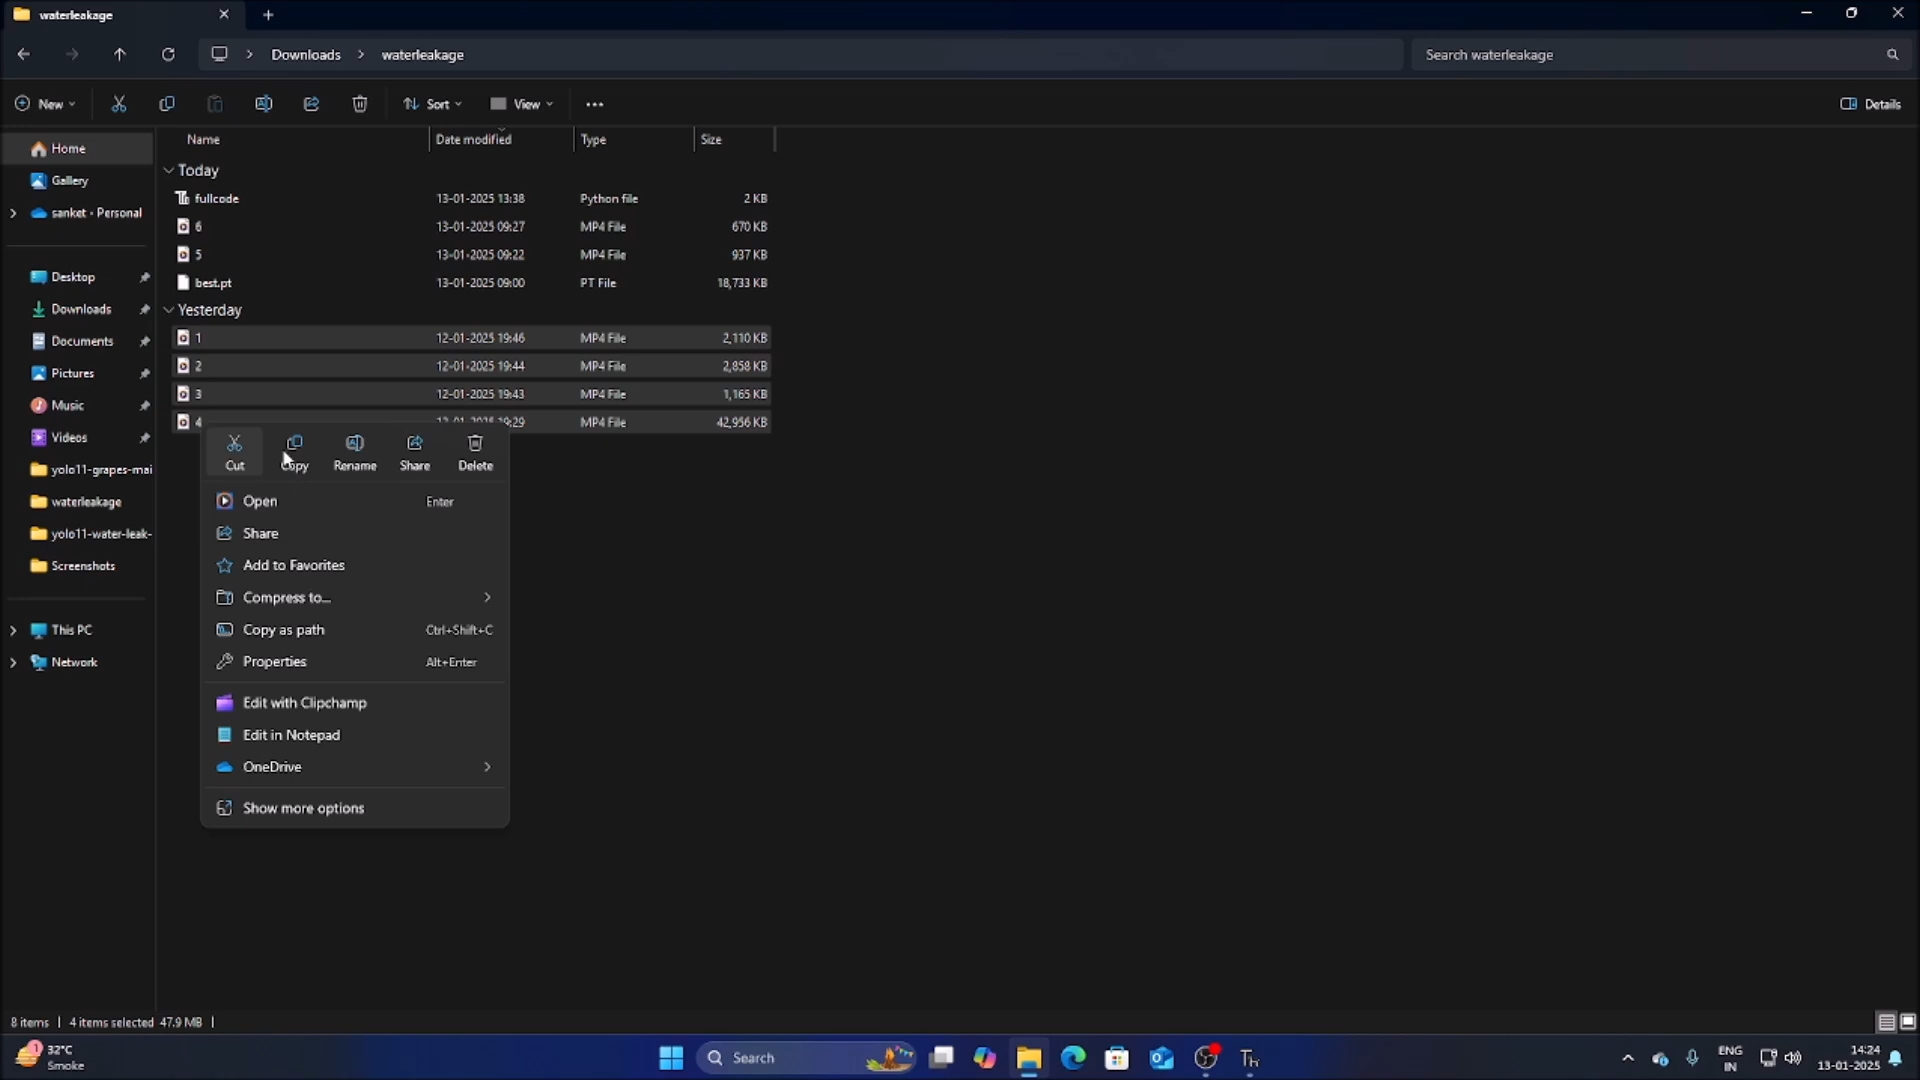 waterleakage
Downloads > waterleakage
Search waterleakage
New
Sort
View
Details
Name
Date modified
Type
Size
Home
Gallery
sanket - Personal
Desktop
Downloads
Documents
Pictures
Music
Videos
yolo11-grapes-mai
waterleakage
yolo11-water-leak-
Screenshots
This PC
Network
Today
fullcode 13-01-2025 13:38 Python file 2 KB
6 13-01-2025 09:27 MP4 File 670 KB
5 13-01-2025 09:22 MP4 File 937 KB
best.pt 13-01-2025 09:00 PT File 18,733 KB
Yesterday
1 12-01-2025 19:46 MP4 File 2,110 KB
2 12-01-2025 19:44 MP4 File 2,858 KB
3 12-01-2025 19:43 MP4 File 1,165 KB
4 12-01-2025 19:29 MP4 File 42,956 KB
Cut Copy Rename Share Delete
Open Enter
Share
Add to Favorites
Compress to...
Copy as path Ctrl+Shift+C
Properties Alt+Enter
Edit with Clipchamp
Edit in Notepad
OneDrive
Show more options
8 items | 4 items selected 47.9 MB |
1
32°C
Smoke
Search
Th
ENG
IN
14:24
13-01-2025